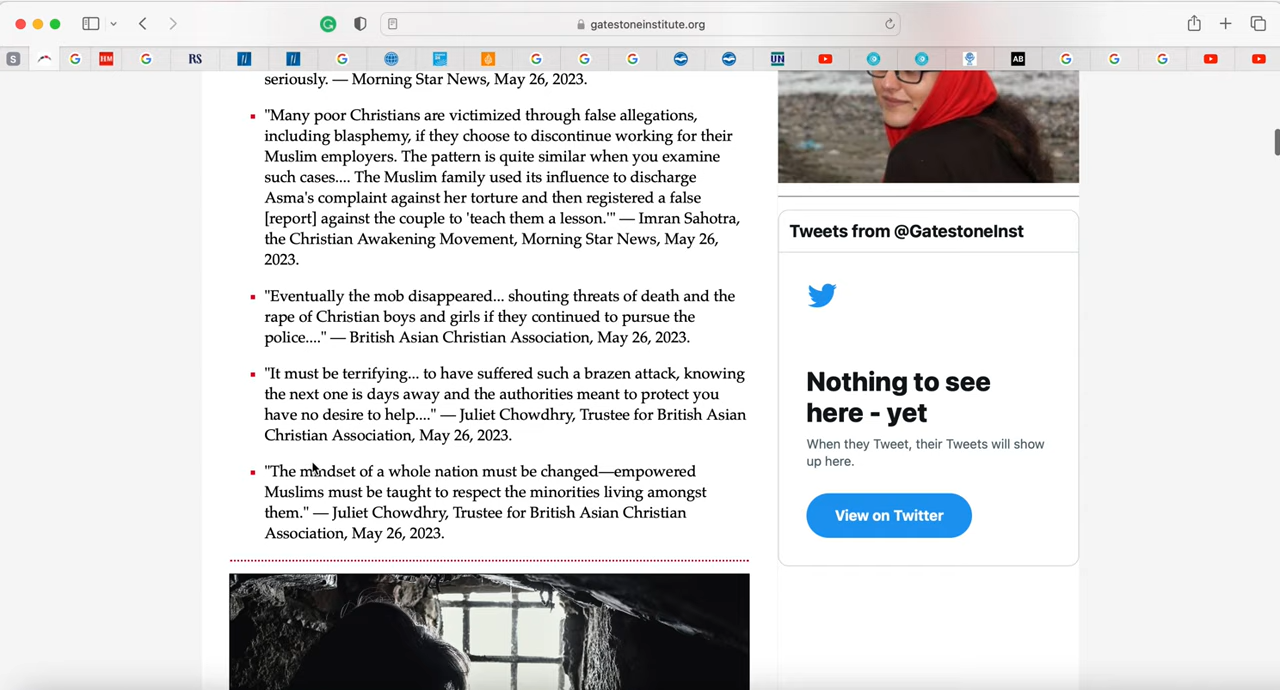 gatestoneinstitute.org
S
HM
RS
UN
AB
seriously. — Morning Star News, May 26, 2023.
"Many poor Christians are victimized through false allegations,
including blasphemy, if they choose to discontinue working for their
Muslim employers. The pattern is quite similar when you examine
such cases.... The Muslim family used its influence to discharge
Asma's complaint against her torture and then registered a false
[report] against the couple to 'teach them a lesson.'" — Imran Sahotra,
the Christian Awakening Movement, Morning Star News, May 26,
2023.
"Eventually the mob disappeared... shouting threats of death and the
rape of Christian boys and girls if they continued to pursue the
police...." — British Asian Christian Association, May 26, 2023.
"It must be terrifying... to have suffered such a brazen attack, knowing
the next one is days away and the authorities meant to protect you
have no desire to help...." — Juliet Chowdhry, Trustee for British Asian
Christian Association, May 26, 2023.
"The mindset of a whole nation must be changed—empowered
Muslims must be taught to respect the minorities living amongst
them." — Juliet Chowdhry, Trustee for British Asian Christian
Association, May 26, 2023.
Tweets from @GatestoneInst
Nothing to see
here - yet
When they Tweet, their Tweets will show
up here.
View on Twitter